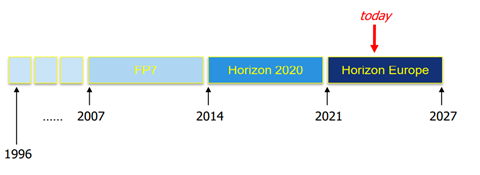 today
FP7
Horizon 2020
Horizon Europe
...... 2007 2014 2021 2027
1996